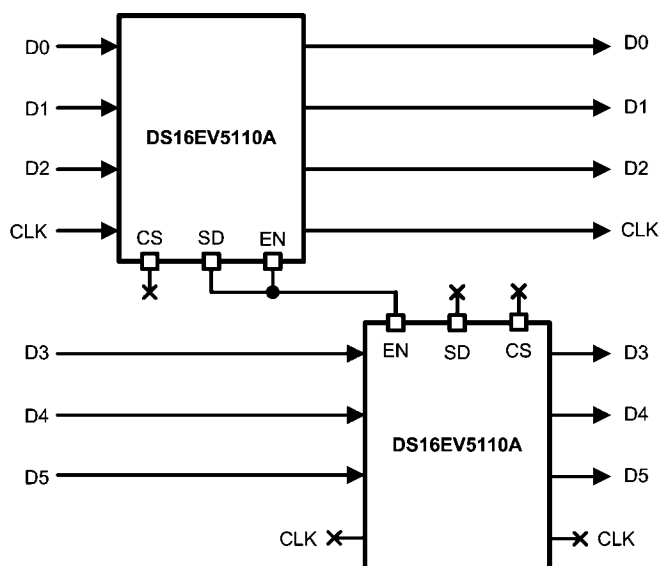 D0 D0
D1 D1
DS16EV5110A
D2 D2
CLK CS SD EN CLK
EN SD CS
D3 D3
D4 D4
DS16EV5110A
D5 D5
CLK CLK